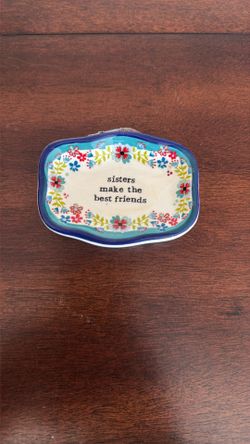 sisters
make the
best friends